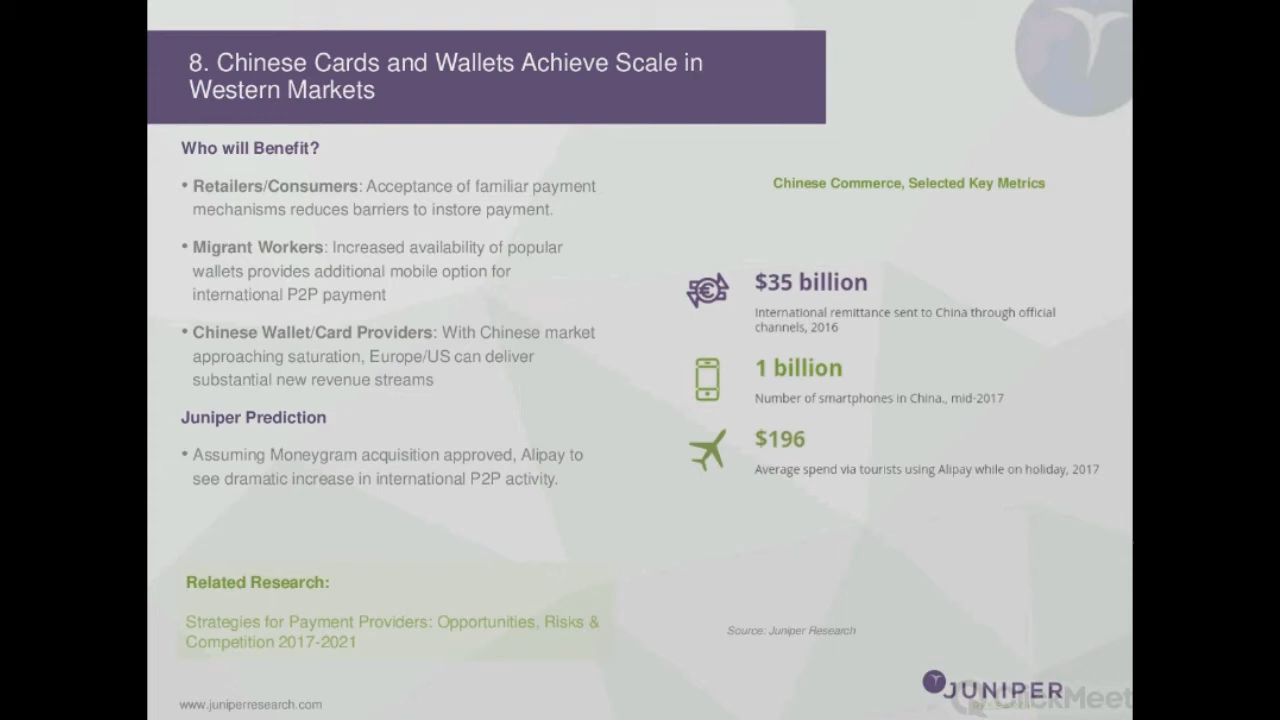 8. Chinese Cards and Wallets Achieve Scale in
Western Markets
Who will Benefit?
• Retailers/Consumers: Acceptance of familiar payment
mechanisms reduces barriers to instore payment.
• Migrant Workers: Increased availability of popular
wallets provides additional mobile option for
international P2P payment
• Chinese Wallet/Card Providers: With Chinese market
approaching saturation, Europe/US can deliver
substantial new revenue streams
Juniper Prediction
• Assuming Moneygram acquisition approved, Alipay to
see dramatic increase in international P2P activity.
Related Research:
Strategies for Payment Providers: Opportunities, Risks &
Competition 2017-2021
www.juniperresearch.com
Chinese Commerce, Selected Key Metrics
$35 billion
International remittance sent to China through official
channels, 2016
1 billion
Number of smartphones in China., mid-2017
$196
Average spend via tourists using Alipay while on holiday, 2017
Source: Juniper Research
JUNIPER